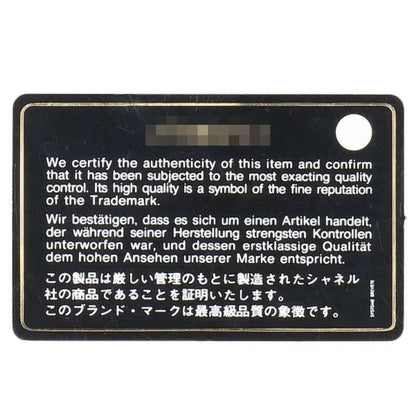 We certify the authenticity of this item and confirm
that it has been subjected to the most exacting quality
control. Its high quality is a symbol of the fine reputation
of the Trademark.
Wir bestätigen, dass es sich um einen Artikel handelt,
der während seiner Herstellung strengsten Kontrollen
unterworfen war, und dessen erstklassige Qualität
dem hohen Ansehen unserer Marke entspricht.
この製品は厳しい管理のもとに製造されたシャネル
社の商品であることを証明いたします。
このブランド・マークは最高級品質の象徴です。